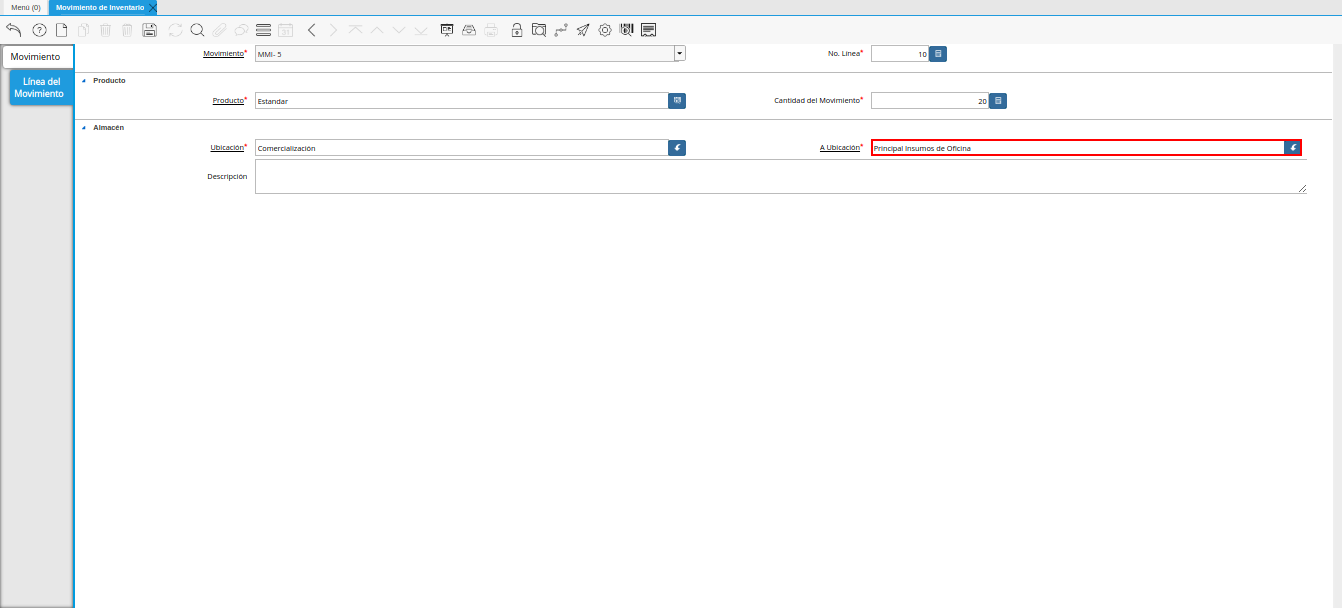 Menú (0)
Movimiento de Inventario
Movimiento
Línea del
Movimiento
Movimiento*
MMI- 5
No. Línea*
10
Producto
Producto*
Estandar
Cantidad del Movimiento*
20
Almacén
Ubicación*
Comercialización
A Ubicación*
Principal Insumos de Oficina
Descripción